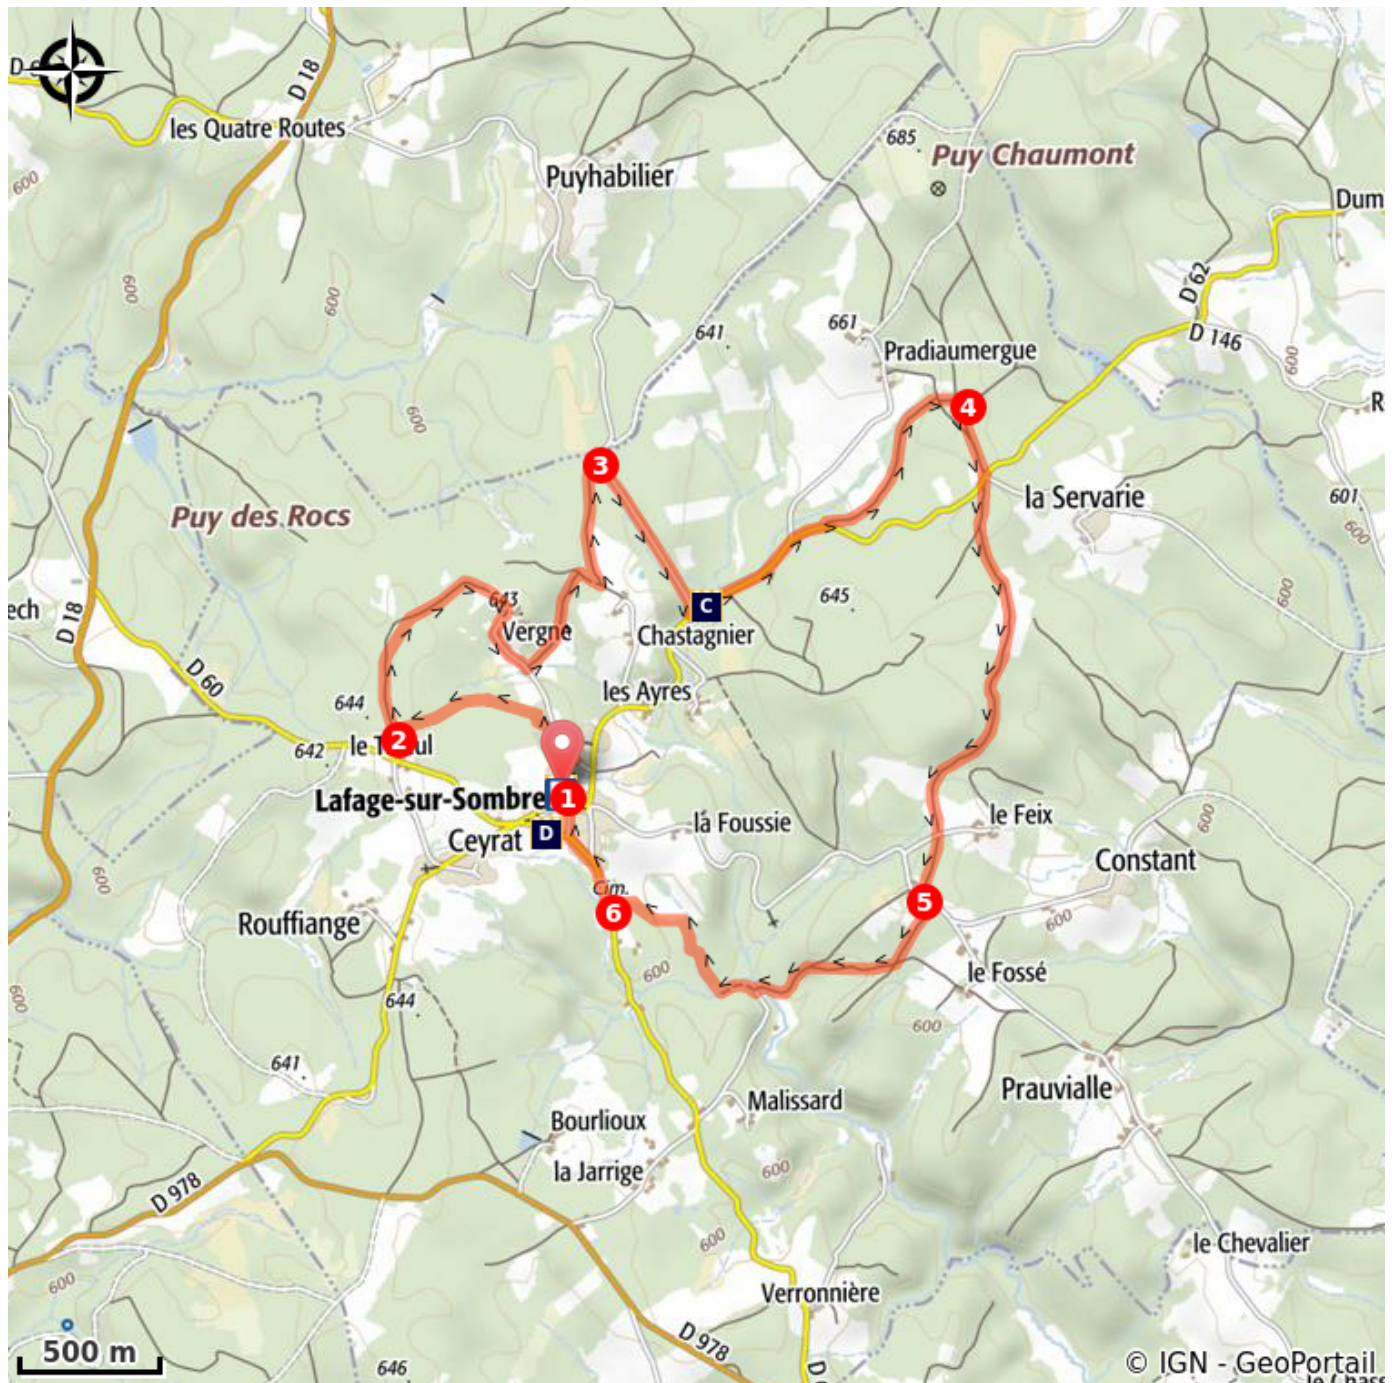 D 18
les Quatre Routes
Puyhabilier
685
Puy Chaumont
Dum
600
009
600
D 62
641
661
D 146
Pradiaumergue
600
600
R
Puy des Rocs
la Servarie
601
600
ech
D 18
643
Vergne
645
Chastagnier
C
D 60
644
les Ayres
642
Lafage-sur-Sombre
Ceyrat
D
la Foussie
le Feix
Constant
600
600
Cim.
Rouffiange
600
600
le Fossé
600
600
644
641
Prauvialle
Malissard
Bourlioux
la Jarrige
600
D 978
600
le Chevalier
600
Verronnière
D 978
646
500 m
© IGN - GeoPortail
1
2
3
4
5
6